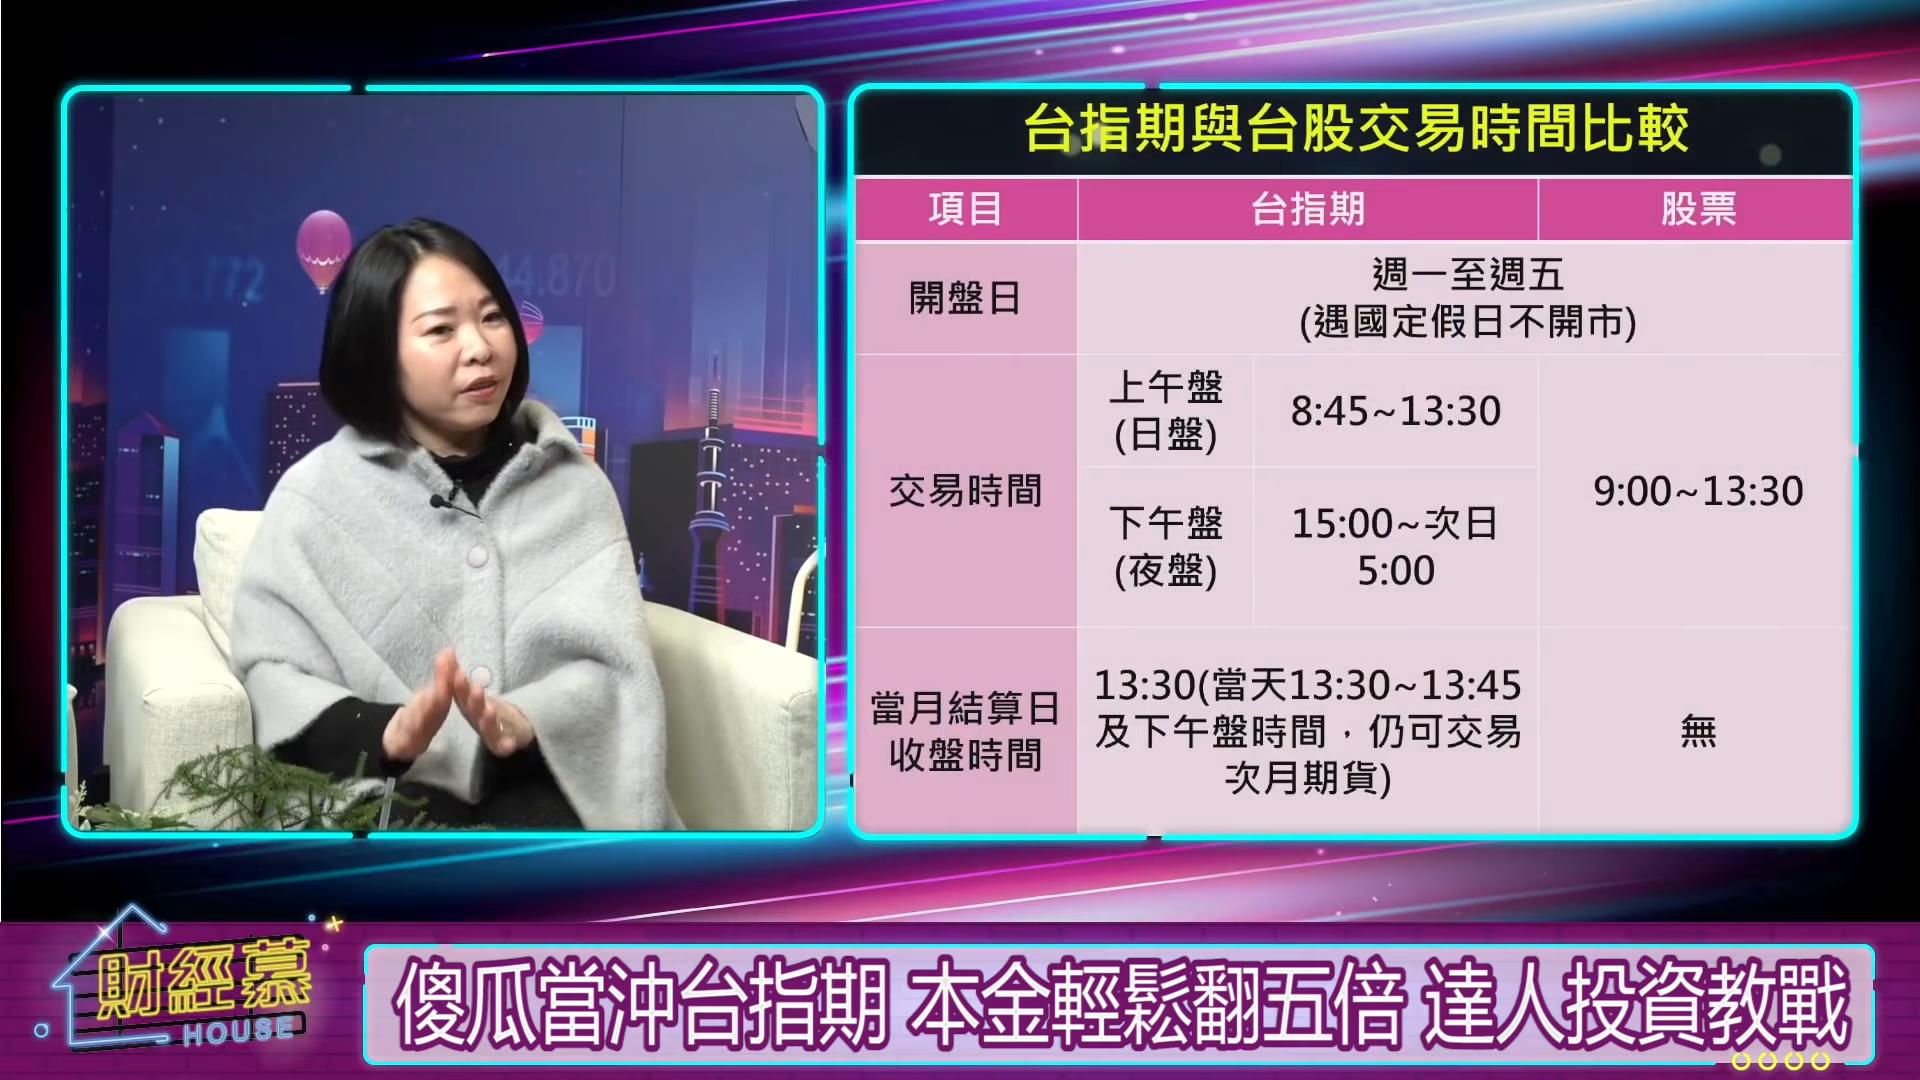 台指期與台股交易時間比較
項目 台指期 股票
開盤日
週一至週五
(遇國定假日不開市)
交易時間
上午盤
(日盤)
8:45~13:30
下午盤
(夜盤)
15:00~次日
5:00
9:00~13:30
當月結算日
收盤時間
13:30(當天13:30~13:45
及下午盤時間，仍可交易
次月期貨)
無
44.870
財經慕
HOUSE
傻瓜當沖台指期 本金輕鬆翻五倍 達人投資教戰